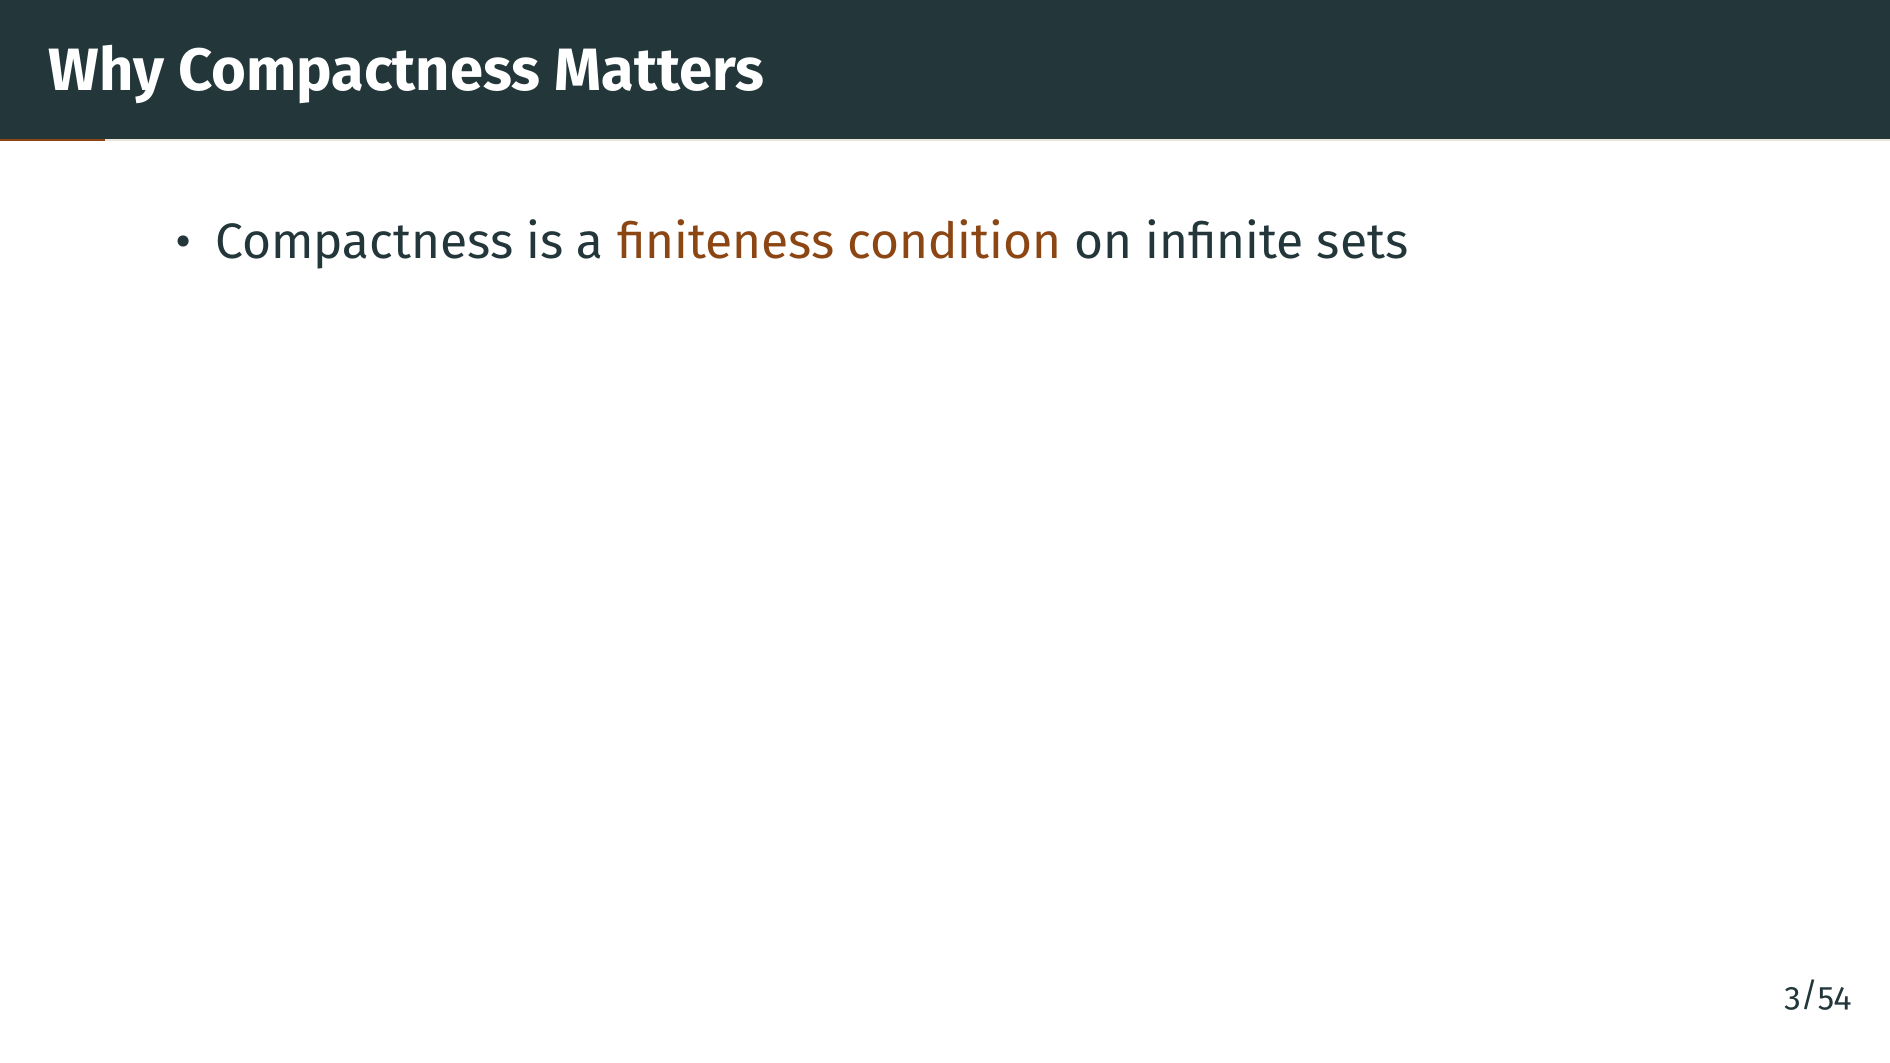 Why Compactness Matters
• Compactness is a finiteness condition on infinite sets
3/54